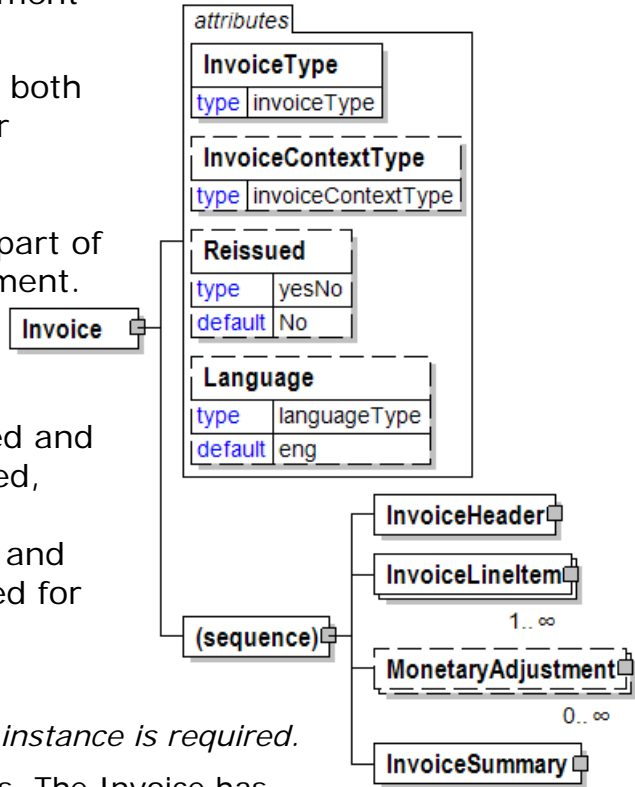 ment
both
r
part of
ment.
ed and
ed,
and
ed for
instance is required.
s. The Invoice has
attributes
InvoiceType
type invoiceType
InvoiceContextType
type invoiceContextType
Reissued
type yesNo
default No
Language
type languageType
default eng
Invoice
(sequence)
InvoiceHeader
InvoiceLineItem
1.. ∞
MonetaryAdjustment
0.. ∞
InvoiceSummary